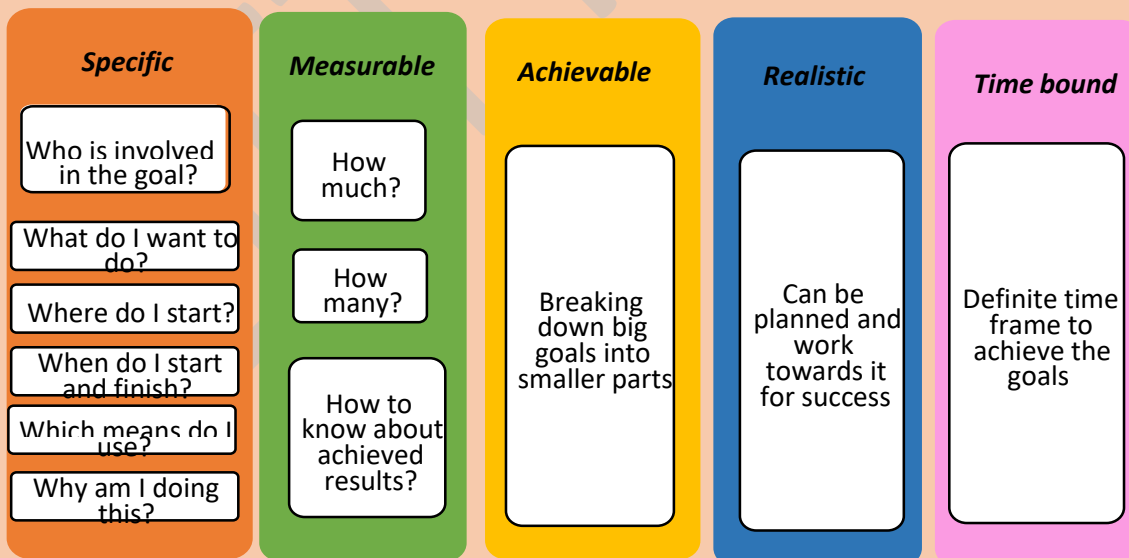 Specific
Who is involved
in the goal?
What do I want to
do?
Where do I start?
When do I start
and finish?
Which means do I
use?
Why am I doing
this?
Measurable
How
much?
How
many?
How to
know about
achieved
results?
Achievable
Breaking
down big
goals into
smaller parts
Realistic
Can be
planned and
work
towards it
for success
Time bound
Definite time
frame to
achieve the
goals